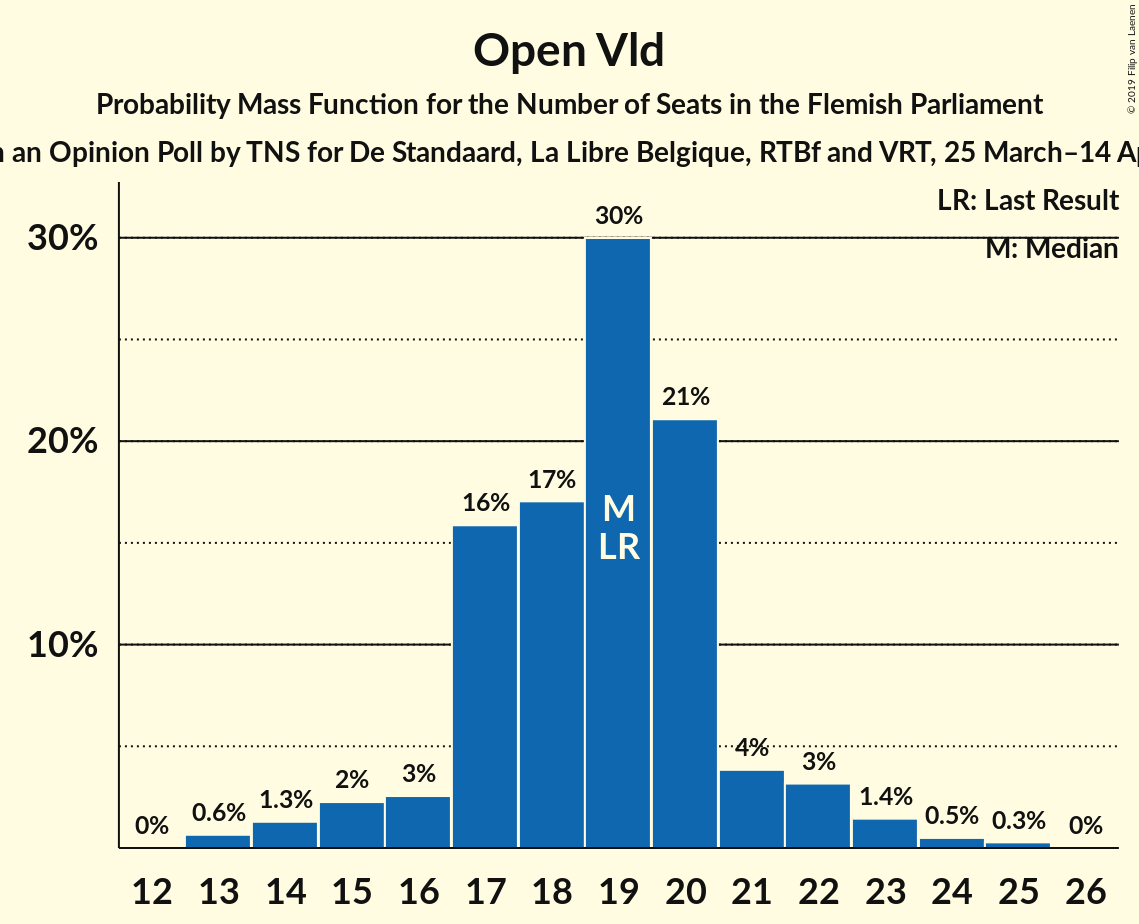 Open Vld
Probability Mass Function for the Number of Seats in the Flemish Parliament
an Opinion Poll by TNS for De Standaard, La Libre Belgique, RTBf and VRT, 25 March–14
© 2019 Filip van Laenen
LR: Last Result
M: Median
30%
20%
10%
0%
0.6%
1.3%
2%
3%
16%
17%
30%
21%
4%
3%
1.4%
0.5%
0.3%
0%
M
LR
12 13 14 15 16 17 18 19 20 21 22 23 24 25 26